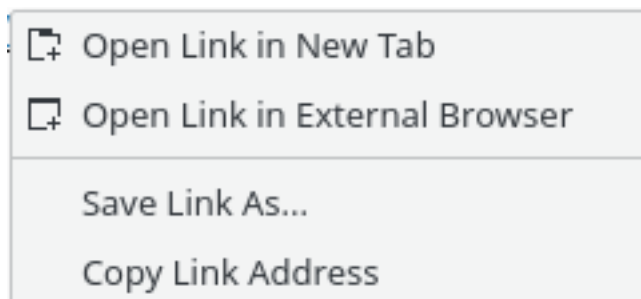 Open Link in New Tab
Open Link in External Browser
Save Link As...
Copy Link Address